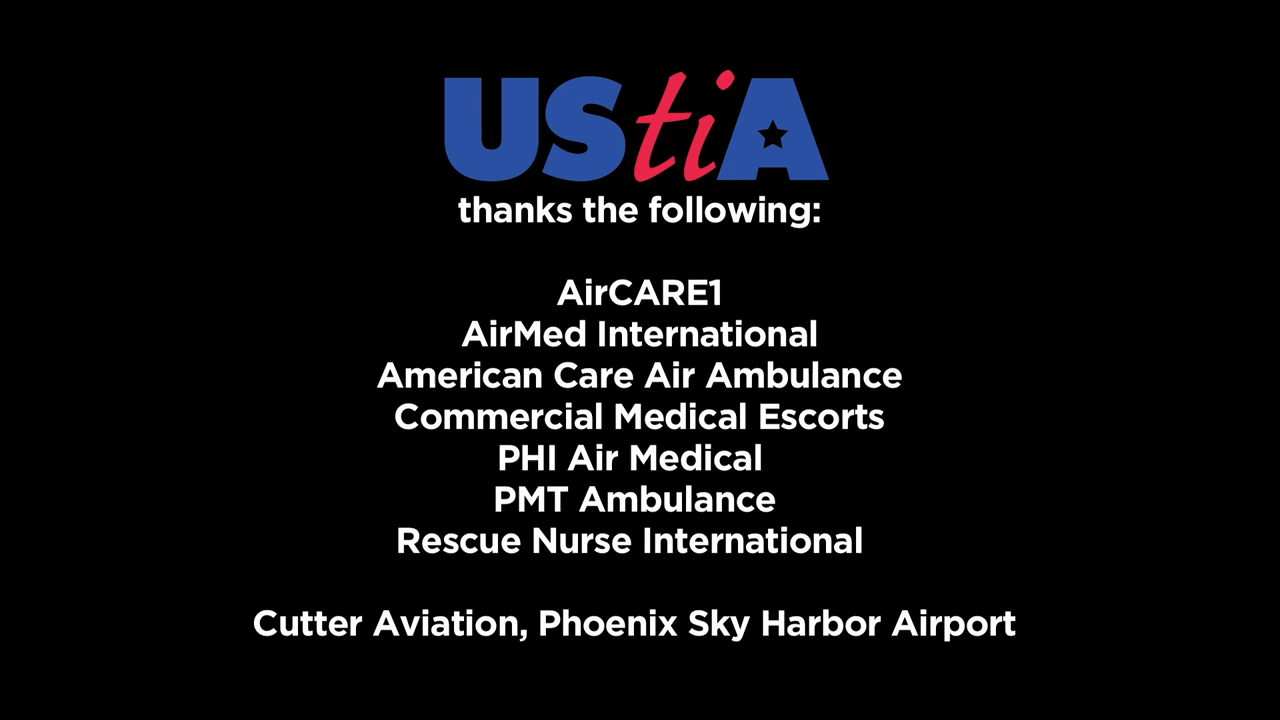 UStiA
thanks the following:
AirCARE1
AirMed International
American Care Air Ambulance
Commercial Medical Escorts
PHI Air Medical
PMT Ambulance
Rescue Nurse International
Cutter Aviation, Phoenix Sky Harbor Airport